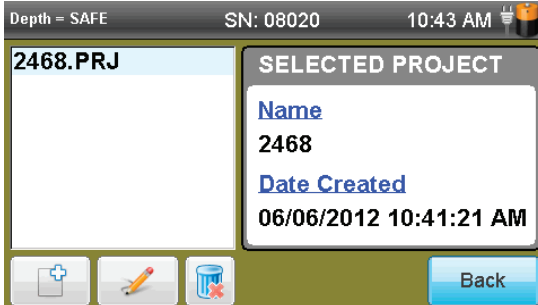 Depth = SAFE SN: 08020 10:43 AM
2468.PRJ
SELECTED PROJECT
Name
2468
Date Created
06/06/2012 10:41:21 AM
Back